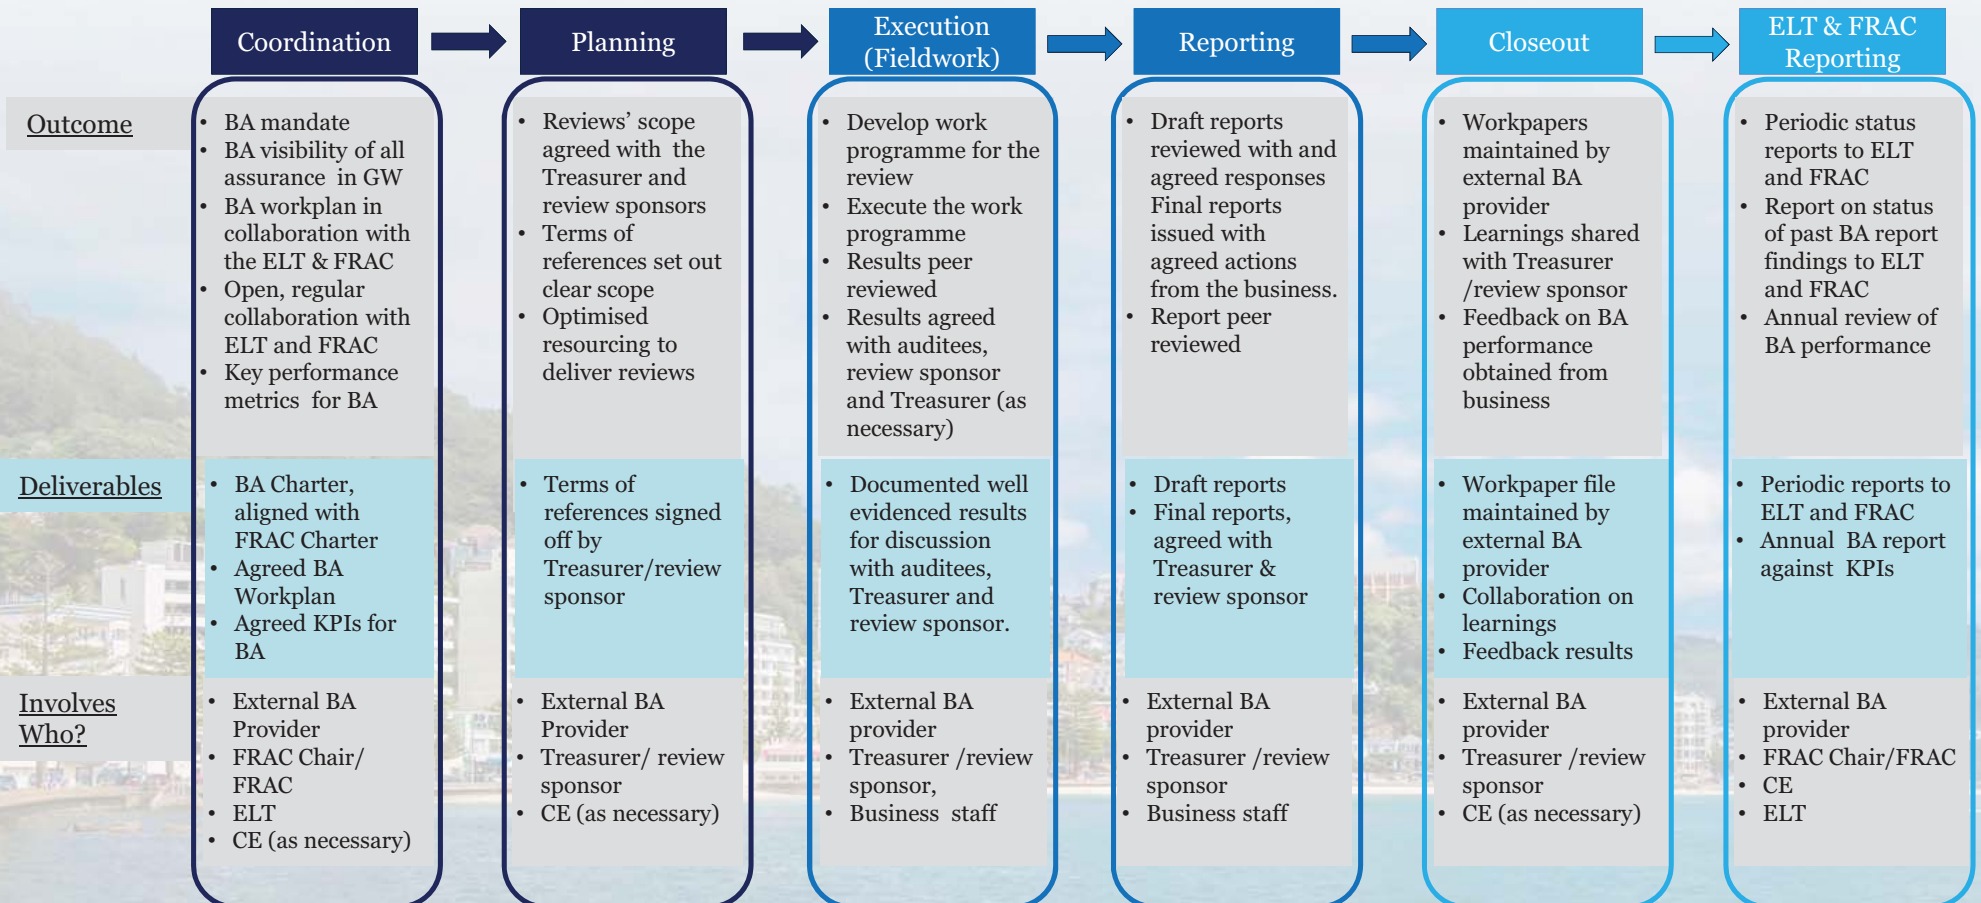 Coordination
Planning
Execution
(Fieldwork)
Reporting
Closeout
ELT & FRAC
Reporting
Outcome
• BA mandate
• BA visibility of all
assurance in GW
• BA workplan in
collaboration with
the ELT & FRAC
• Open, regular
collaboration with
ELT and FRAC
• Key performance
metrics for BA
• Reviews’ scope
agreed with the
Treasurer and
review sponsors
• Terms of
references set out
clear scope
• Optimised
resourcing to
deliver reviews
• Develop work
programme for the
review
• Execute the work
programme
• Results peer
reviewed
• Results agreed
with auditees,
review sponsor
and Treasurer (as
necessary)
• Draft reports
reviewed with and
agreed responses
Final reports
issued with
agreed actions
from the business.
• Report peer
reviewed
• Workpapers
maintained by
external BA
provider
• Learnings shared
with Treasurer
/review sponsor
• Feedback on BA
performance
obtained from
business
• Periodic status
reports to ELT
and FRAC
• Report on status
of past BA report
findings to ELT
and FRAC
• Annual review of
BA performance
Deliverables
• BA Charter,
aligned with
FRAC Charter
• Agreed BA
Workplan
• Agreed KPIs for
BA
• Terms of
references signed
off by
Treasurer/review
sponsor
• Documented well
evidenced results
for discussion
with auditees,
Treasurer and
review sponsor.
• Draft reports
• Final reports,
agreed with
Treasurer &
review sponsor
• Workpaper file
maintained by
external BA
provider
• Collaboration on
learnings
• Feedback results
• Periodic reports to
ELT and FRAC
• Annual BA report
against KPIs
Involves
Who?
• External BA
Provider
• FRAC Chair/
FRAC
• ELT
• CE (as necessary)
• External BA
Provider
• Treasurer/ review
sponsor
• CE (as necessary)
• External BA
provider
• Treasurer /review
sponsor,
• Business staff
• External BA
provider
• Treasurer /review
sponsor
• Business staff
• External BA
provider
• Treasurer /review
sponsor
• CE (as necessary)
• External BA
provider
• FRAC Chair/FRAC
• CE
• ELT